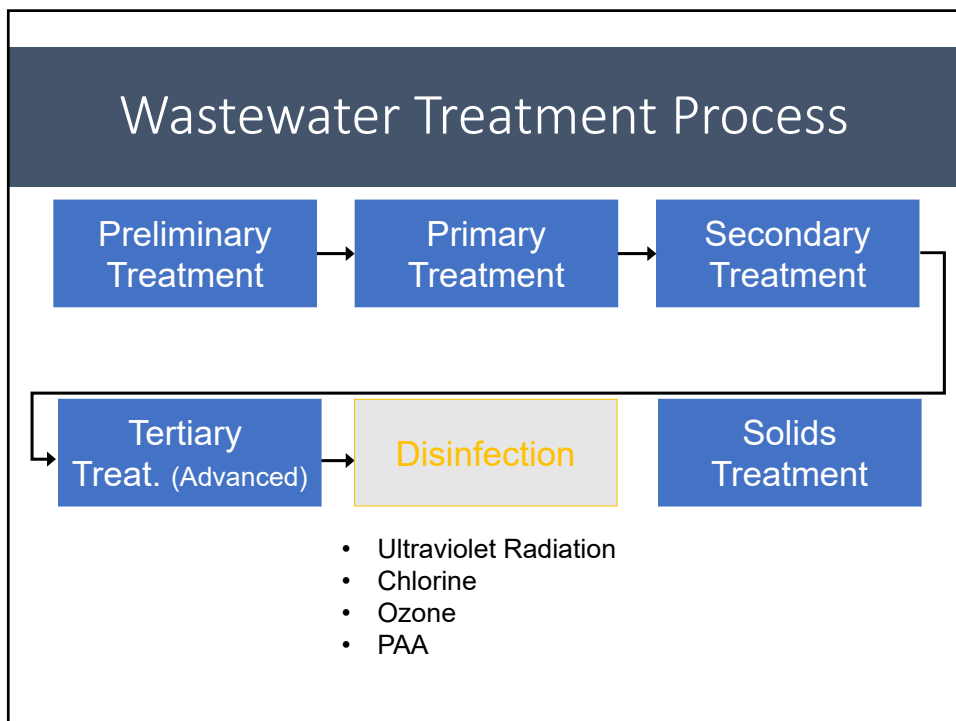 Wastewater Treatment Process
Preliminary
Treatment
Primary
Treatment
Secondary
Treatment
Tertiary
Treat. (Advanced)
Disinfection
Solids
Treatment
• Ultraviolet Radiation
• Chlorine
• Ozone
• PAA